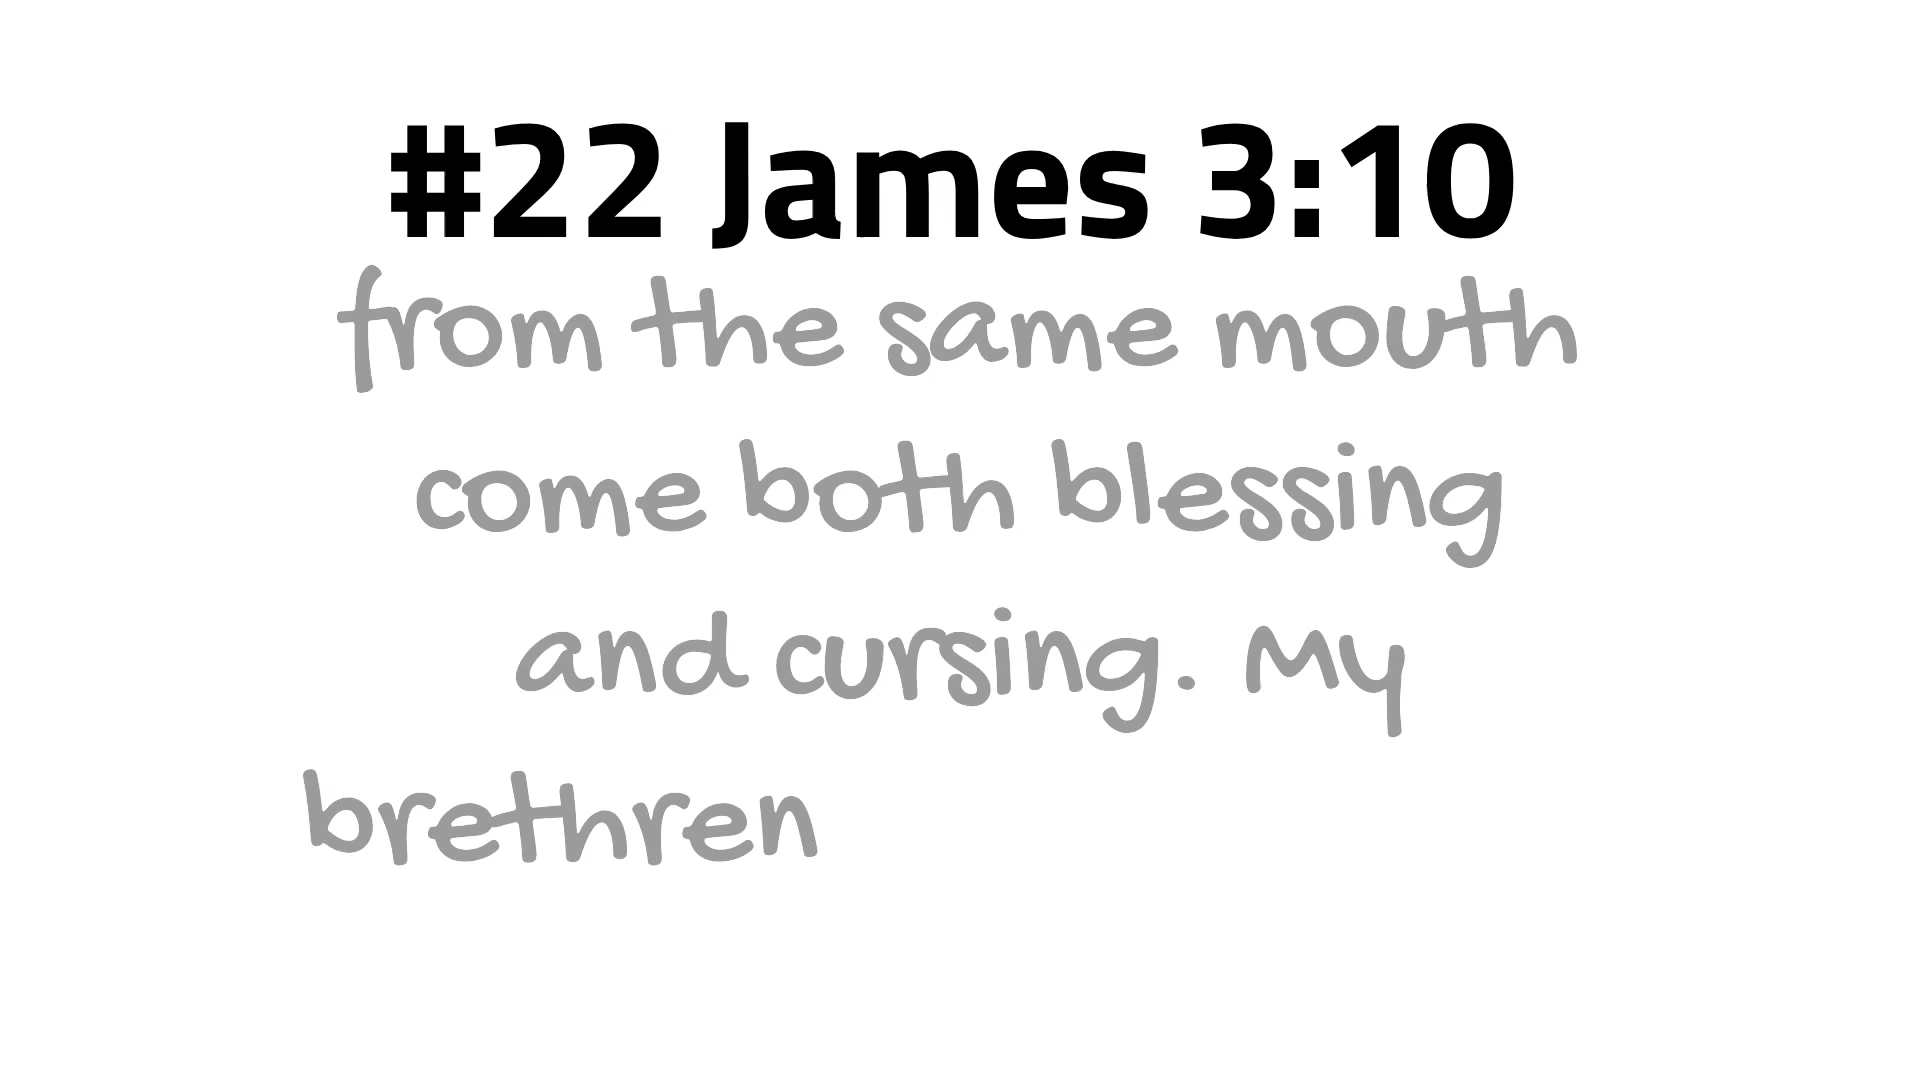 #22 James 3:10
from the same mouth
come both blessing
and cursing. My
brethren